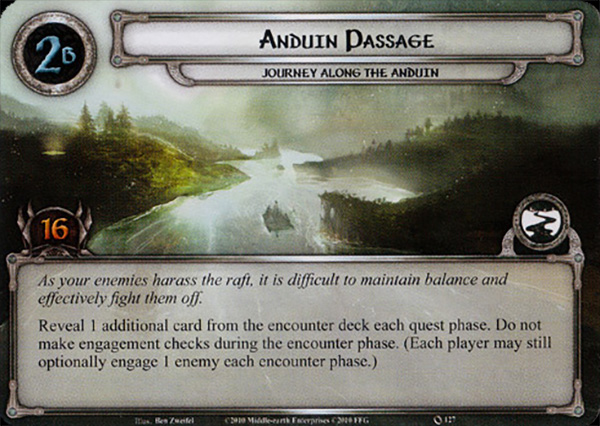 2B
ANDUIN PASSAGE
JOURNEY ALONG THE ANDUIN
16
As your enemies harass the raft, it is difficult to maintain balance and
effectively fight them off.
Reveal 1 additional card from the encounter deck each quest phase. Do not
make engagement checks during the encounter phase. (Each player may still
optionally engage 1 enemy each encounter phase.)
Illus. Ben Zweifel ©2010 Middle-earth Enterprises ©2010 FFG 127